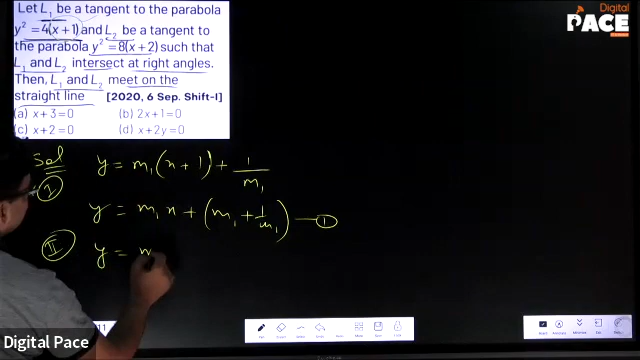 Digital
PACE
Let L₁ be a tangent to the parabola
y² = 4(x + 1) and L₂ be a tangent to
the parabola y² = 8(x + 2) such that
L₁ and L₂ intersect at right angles.
Then, L₁ and L₂ meet on the
straight line [2020, 6 Sep. Shift-I]
(a) x + 3 = 0 (b) 2x + 1 = 0
(c) x + 2 = 0 (d) x + 2y = 0
Sol
I y = m₁(x + 1) + 1/m₁
y = m₁x + (m₁ + 1/m₁) — 1
II y = m
11
Digital Pace